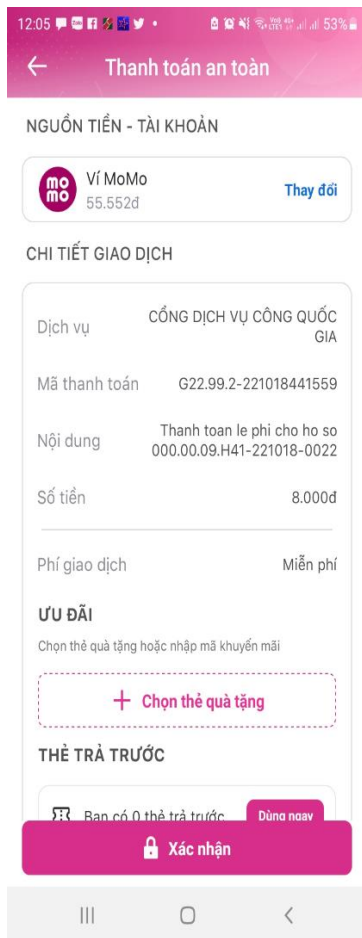 12:05
53%
Thanh toán an toàn
NGUỒN TIỀN - TÀI KHOẢN
mo
mo
Ví MoMo
55.552đ
Thay đổi
CHI TIẾT GIAO DỊCH
Dịch vụ
CỔNG DỊCH VỤ CÔNG QUỐC
GIA
Mã thanh toán
G22.99.2-221018441559
Nội dung
Thanh toan le phi cho ho so
000.00.09.H41-221018-0022
Số tiền
8.000đ
Phí giao dịch
Miễn phí
ƯU ĐÃI
Chọn thẻ quà tặng hoặc nhập mã khuyến mãi
+ Chọn thẻ quà tặng
THẺ TRẢ TRƯỚC
Bạn có 0 thẻ trả trước
Dùng ngay
Xác nhận